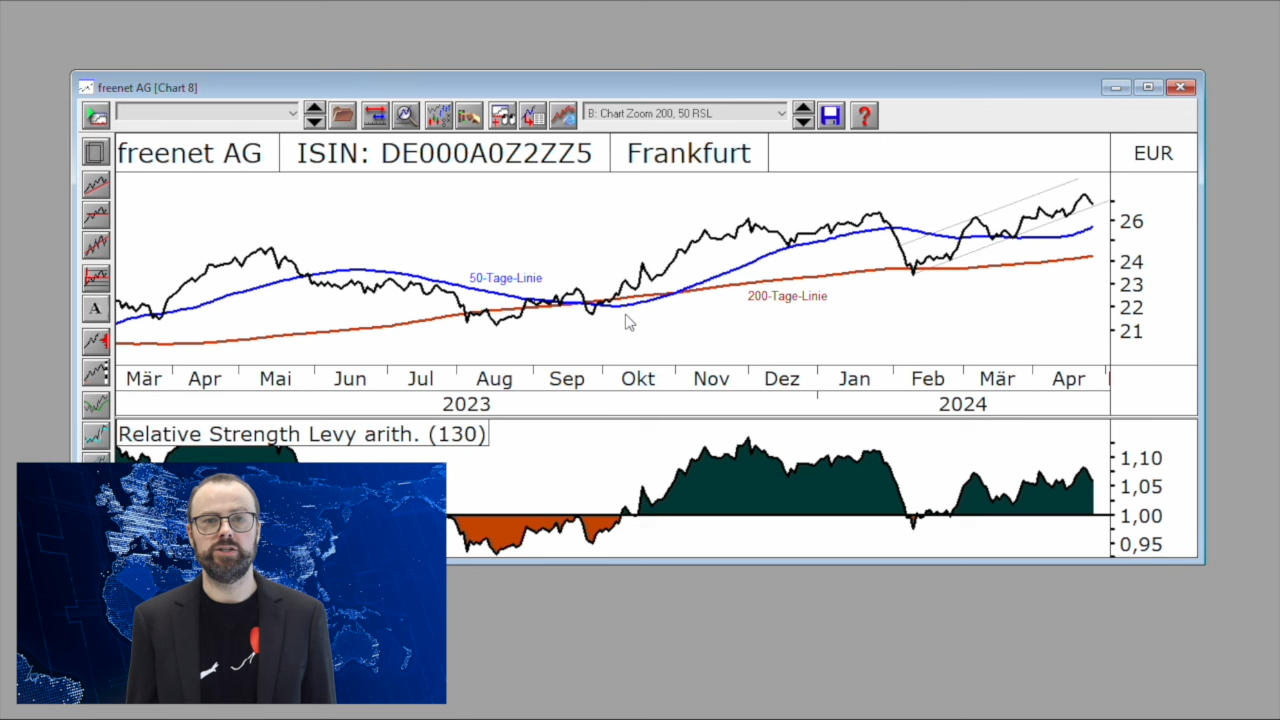 freenet AG [Chart 8]
B: Chart Zoom 200, 50 RSL
?
freenet AG ISIN: DE000A0Z2ZZ5 Frankfurt EUR
26
24
23
22
21
50-Tage-Linie
200-Tage-Linie
A
Mär Apr Mai Jun Jul Aug Sep Okt Nov Dez Jan Feb Mär Apr
2023 2024
Relative Strength Levy arith. (130)
1,10
1,05
1,00
0,95